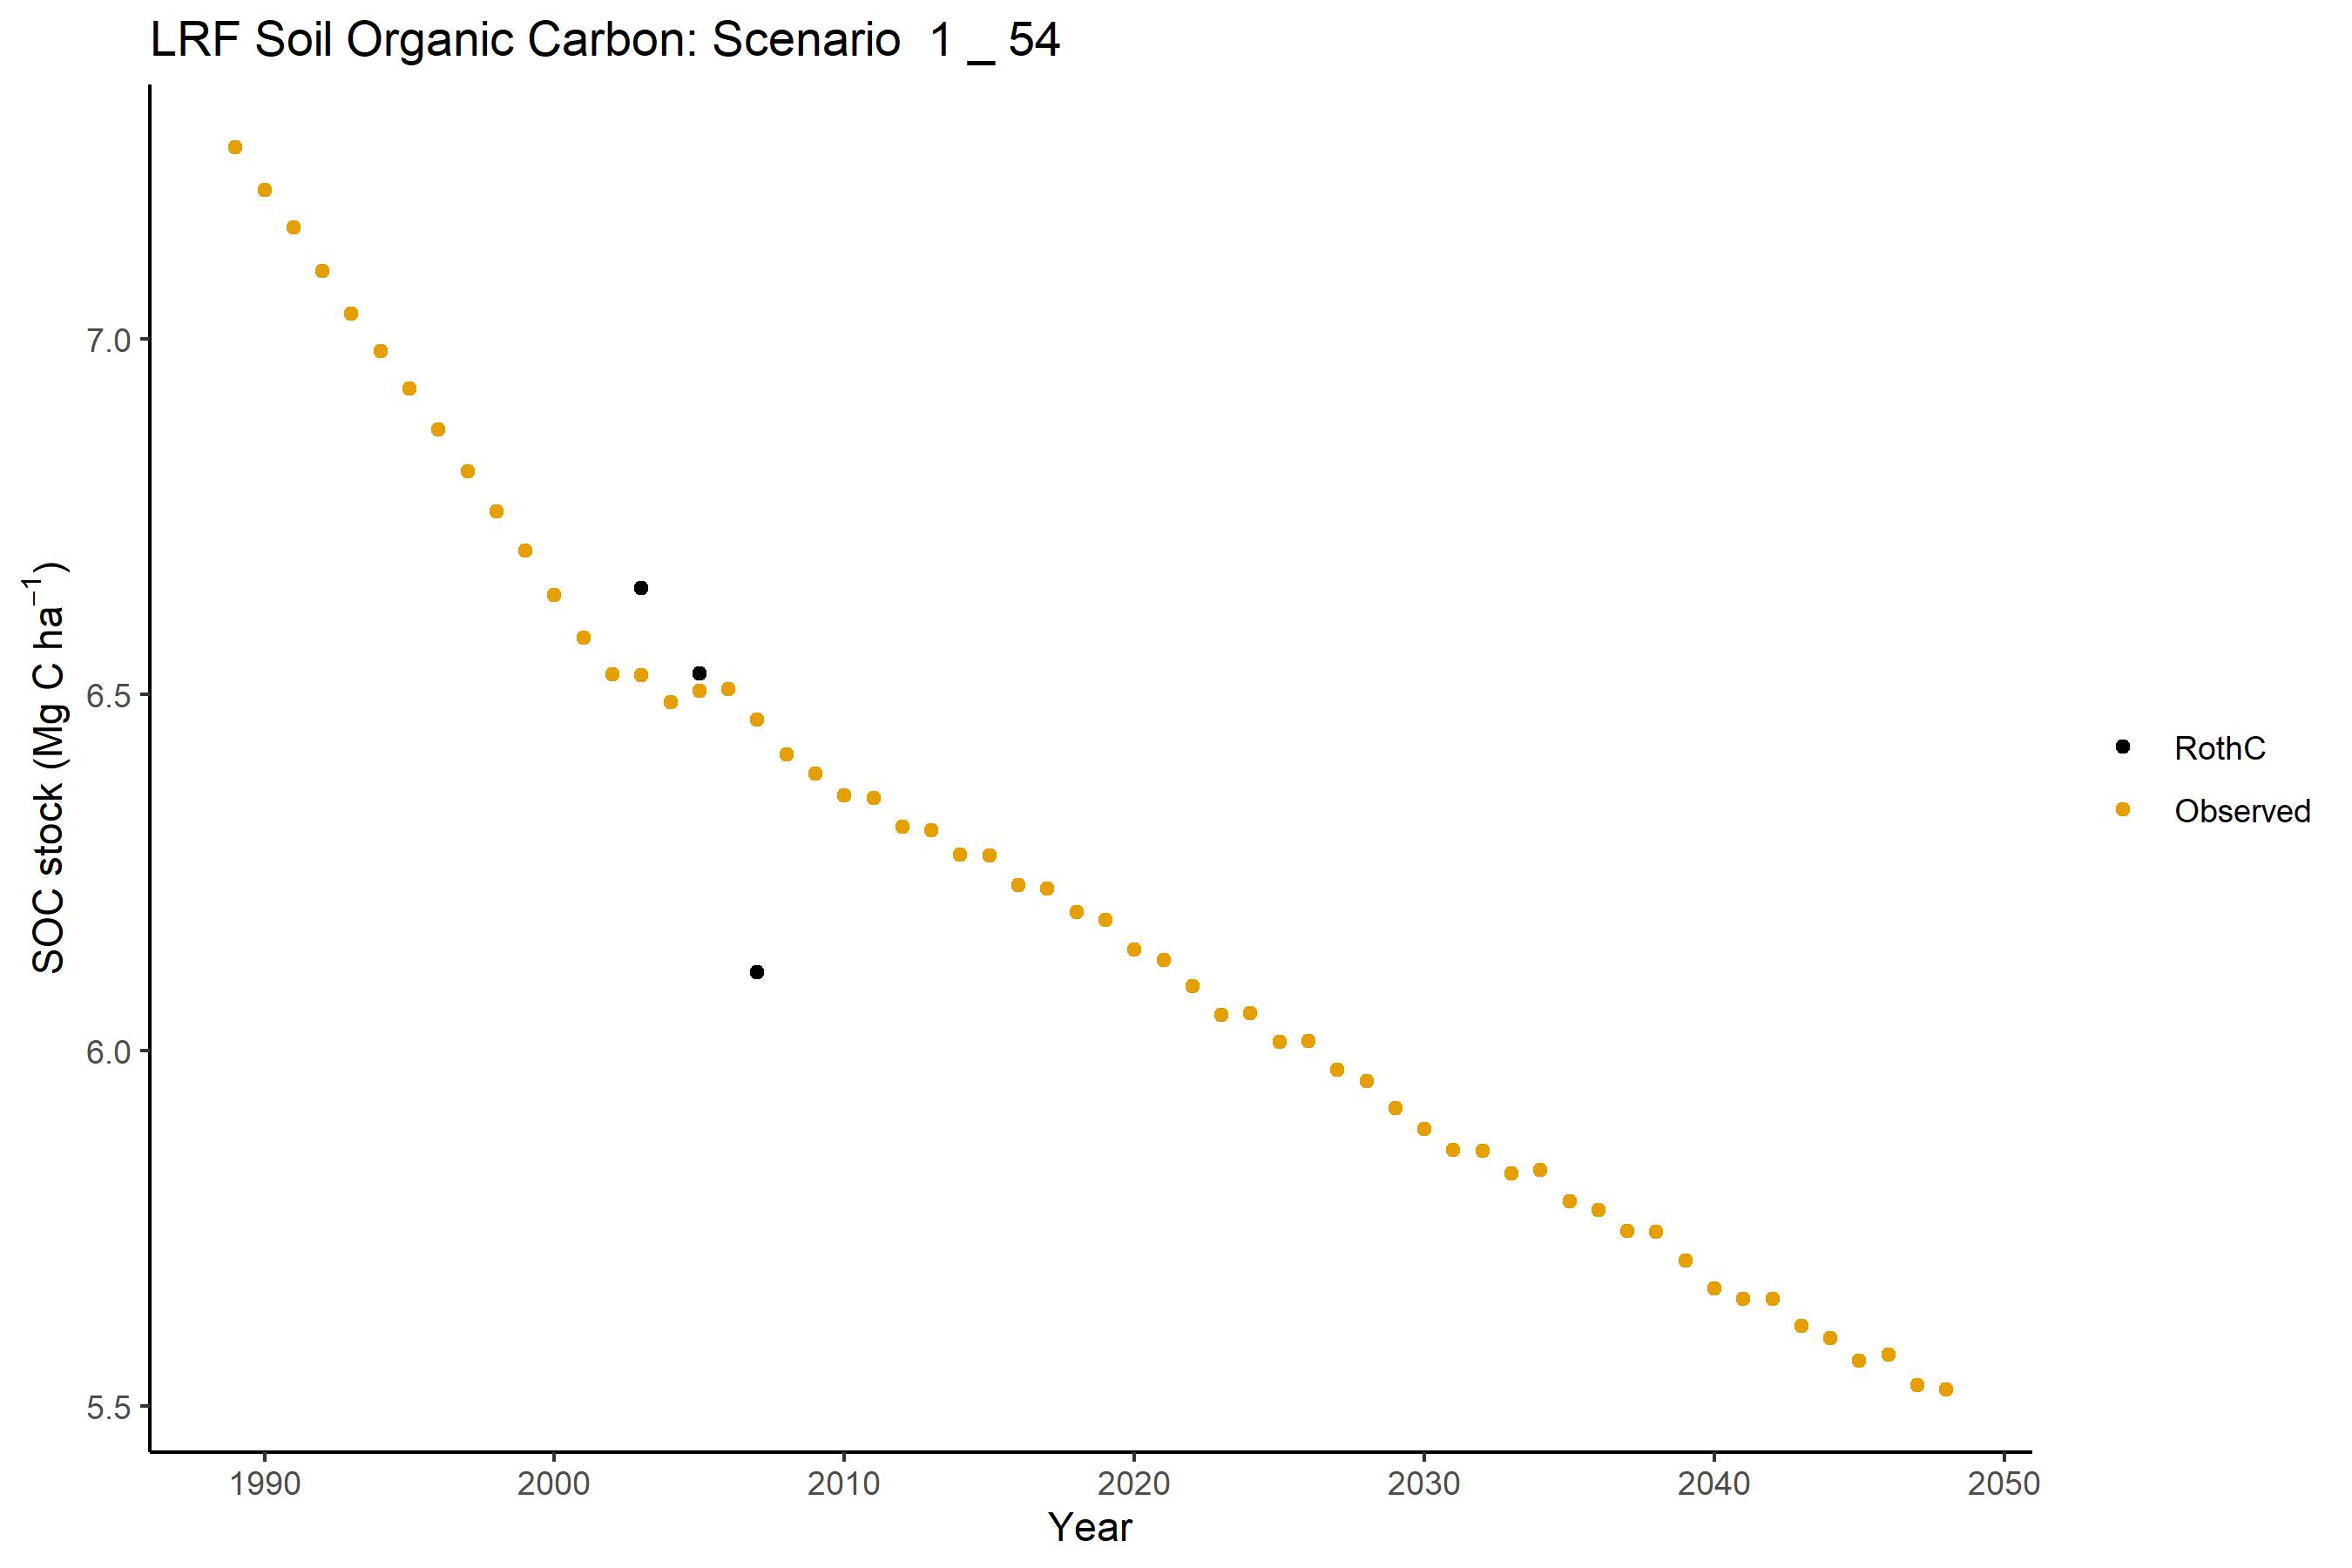 LRF Soil Organic Carbon: Scenario  1 _ 54
SOC stock (Mg C ha⁻¹)
7.0
6.5
6.0
5.5
1990 2000 2010 2020 2030 2040 2050
Year
RothC
Observed